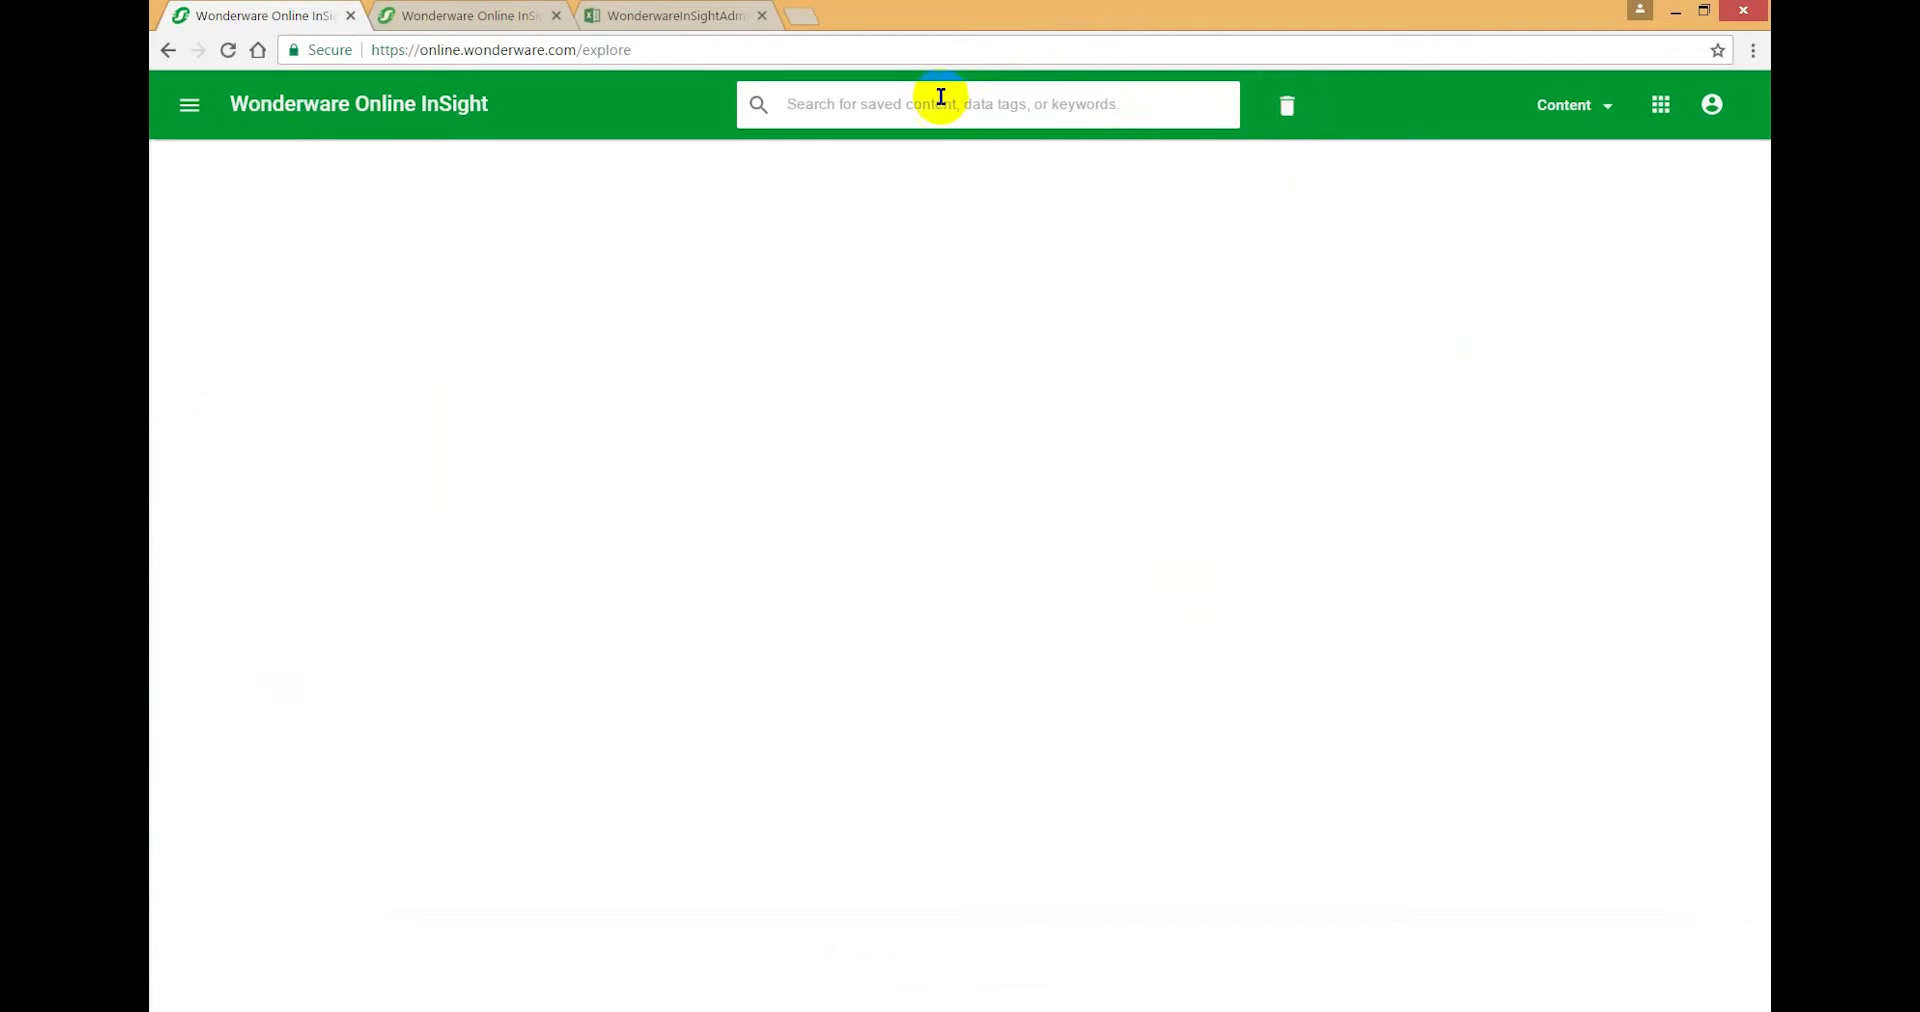 Wonderware Online InSi
Wonderware Online InSi
WonderwareInSightAdm
Secure
https://online.wonderware.com/explore
Wonderware Online InSight
Search for saved content, data tags, or keywords.
Content